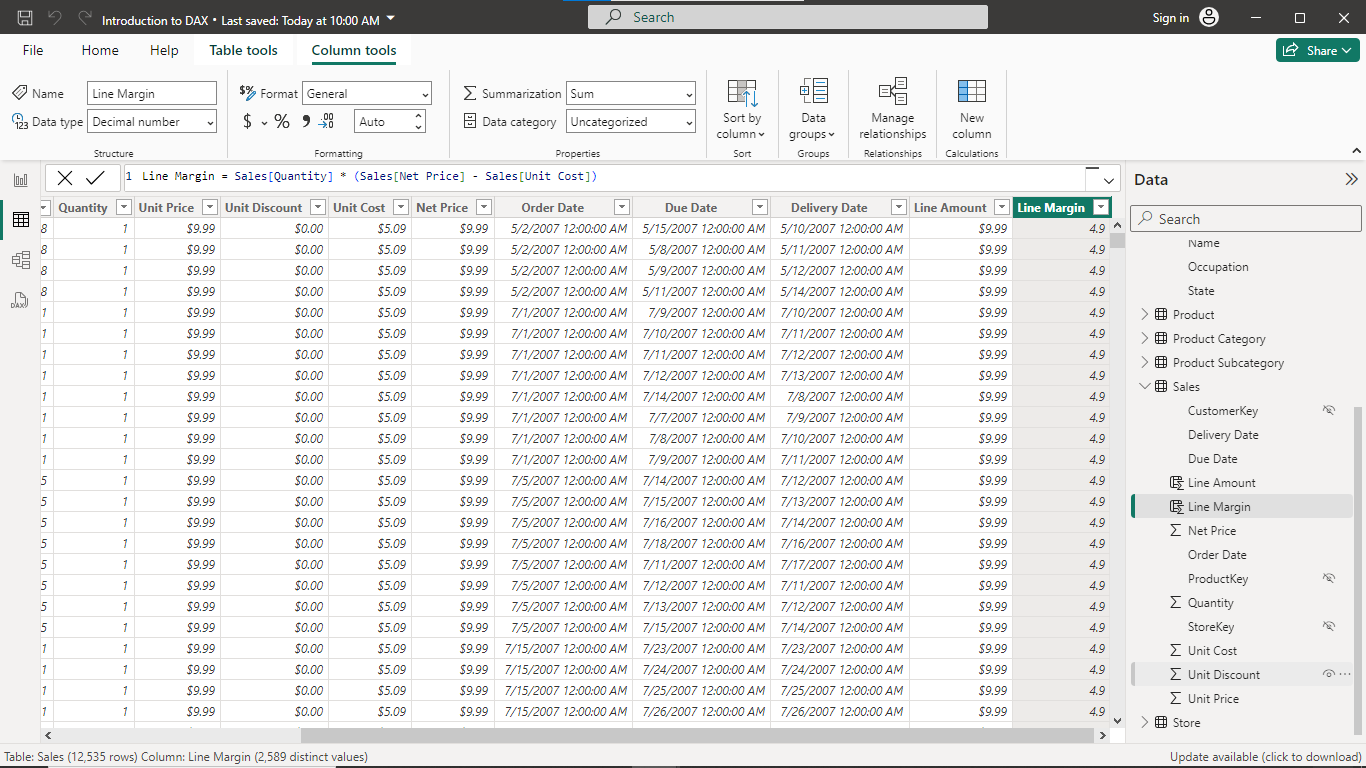 Introduction to DAX • Last saved: Today at 10:00 AM
Search
Sign in
File Home Help Table tools Column tools
Share
Name Line Margin
Data type Decimal number
Structure
$% Format General
$ % 9 .00 Auto
Formatting
Summarization Sum
Data category Uncategorized
Properties
Sort by
column
Sort
Data
groups
Groups
Manage
relationships
Relationships
New
column
Calculations
1 Line Margin = Sales[Quantity] * (Sales[Net Price] - Sales[Unit Cost])
Quantity Unit Price Unit Discount Unit Cost Net Price Order Date Due Date Delivery Date Line Amount Line Margin
8 1 $9.99 $0.00 $5.09 $9.99 5/2/2007 12:00:00 AM 5/15/2007 12:00:00 AM 5/10/2007 12:00:00 AM $9.99 4.9
8 1 $9.99 $0.00 $5.09 $9.99 5/2/2007 12:00:00 AM 5/8/2007 12:00:00 AM 5/11/2007 12:00:00 AM $9.99 4.9
8 1 $9.99 $0.00 $5.09 $9.99 5/2/2007 12:00:00 AM 5/9/2007 12:00:00 AM 5/12/2007 12:00:00 AM $9.99 4.9
8 1 $9.99 $0.00 $5.09 $9.99 5/2/2007 12:00:00 AM 5/11/2007 12:00:00 AM 5/14/2007 12:00:00 AM $9.99 4.9
1 1 $9.99 $0.00 $5.09 $9.99 7/1/2007 12:00:00 AM 7/9/2007 12:00:00 AM 7/10/2007 12:00:00 AM $9.99 4.9
1 1 $9.99 $0.00 $5.09 $9.99 7/1/2007 12:00:00 AM 7/10/2007 12:00:00 AM 7/11/2007 12:00:00 AM $9.99 4.9
1 1 $9.99 $0.00 $5.09 $9.99 7/1/2007 12:00:00 AM 7/11/2007 12:00:00 AM 7/12/2007 12:00:00 AM $9.99 4.9
1 1 $9.99 $0.00 $5.09 $9.99 7/1/2007 12:00:00 AM 7/12/2007 12:00:00 AM 7/13/2007 12:00:00 AM $9.99 4.9
1 1 $9.99 $0.00 $5.09 $9.99 7/1/2007 12:00:00 AM 7/14/2007 12:00:00 AM 7/8/2007 12:00:00 AM $9.99 4.9
1 1 $9.99 $0.00 $5.09 $9.99 7/1/2007 12:00:00 AM 7/7/2007 12:00:00 AM 7/9/2007 12:00:00 AM $9.99 4.9
1 1 $9.99 $0.00 $5.09 $9.99 7/1/2007 12:00:00 AM 7/8/2007 12:00:00 AM 7/10/2007 12:00:00 AM $9.99 4.9
1 1 $9.99 $0.00 $5.09 $9.99 7/1/2007 12:00:00 AM 7/9/2007 12:00:00 AM 7/11/2007 12:00:00 AM $9.99 4.9
5 1 $9.99 $0.00 $5.09 $9.99 7/5/2007 12:00:00 AM 7/14/2007 12:00:00 AM 7/12/2007 12:00:00 AM $9.99 4.9
5 1 $9.99 $0.00 $5.09 $9.99 7/5/2007 12:00:00 AM 7/15/2007 12:00:00 AM 7/13/2007 12:00:00 AM $9.99 4.9
5 1 $9.99 $0.00 $5.09 $9.99 7/5/2007 12:00:00 AM 7/16/2007 12:00:00 AM 7/14/2007 12:00:00 AM $9.99 4.9
5 1 $9.99 $0.00 $5.09 $9.99 7/5/2007 12:00:00 AM 7/18/2007 12:00:00 AM 7/16/2007 12:00:00 AM $9.99 4.9
5 1 $9.99 $0.00 $5.09 $9.99 7/5/2007 12:00:00 AM 7/11/2007 12:00:00 AM 7/17/2007 12:00:00 AM $9.99 4.9
5 1 $9.99 $0.00 $5.09 $9.99 7/5/2007 12:00:00 AM 7/12/2007 12:00:00 AM 7/11/2007 12:00:00 AM $9.99 4.9
5 1 $9.99 $0.00 $5.09 $9.99 7/5/2007 12:00:00 AM 7/13/2007 12:00:00 AM 7/12/2007 12:00:00 AM $9.99 4.9
5 1 $9.99 $0.00 $5.09 $9.99 7/5/2007 12:00:00 AM 7/15/2007 12:00:00 AM 7/14/2007 12:00:00 AM $9.99 4.9
1 1 $9.99 $0.00 $5.09 $9.99 7/15/2007 12:00:00 AM 7/23/2007 12:00:00 AM 7/23/2007 12:00:00 AM $9.99 4.9
1 1 $9.99 $0.00 $5.09 $9.99 7/15/2007 12:00:00 AM 7/24/2007 12:00:00 AM 7/24/2007 12:00:00 AM $9.99 4.9
1 1 $9.99 $0.00 $5.09 $9.99 7/15/2007 12:00:00 AM 7/25/2007 12:00:00 AM 7/25/2007 12:00:00 AM $9.99 4.9
1 1 $9.99 $0.00 $5.09 $9.99 7/15/2007 12:00:00 AM 7/26/2007 12:00:00 AM 7/26/2007 12:00:00 AM $9.99 4.9
Data
Search
Name
Occupation
State
Product
Product Category
Product Subcategory
Sales
CustomerKey
Delivery Date
Due Date
Line Amount
Line Margin
Net Price
Order Date
ProductKey
Quantity
StoreKey
Unit Cost
Unit Discount
Unit Price
Store
Table: Sales (12,535 rows) Column: Line Margin (2,589 distinct values)
Update available (click to download)